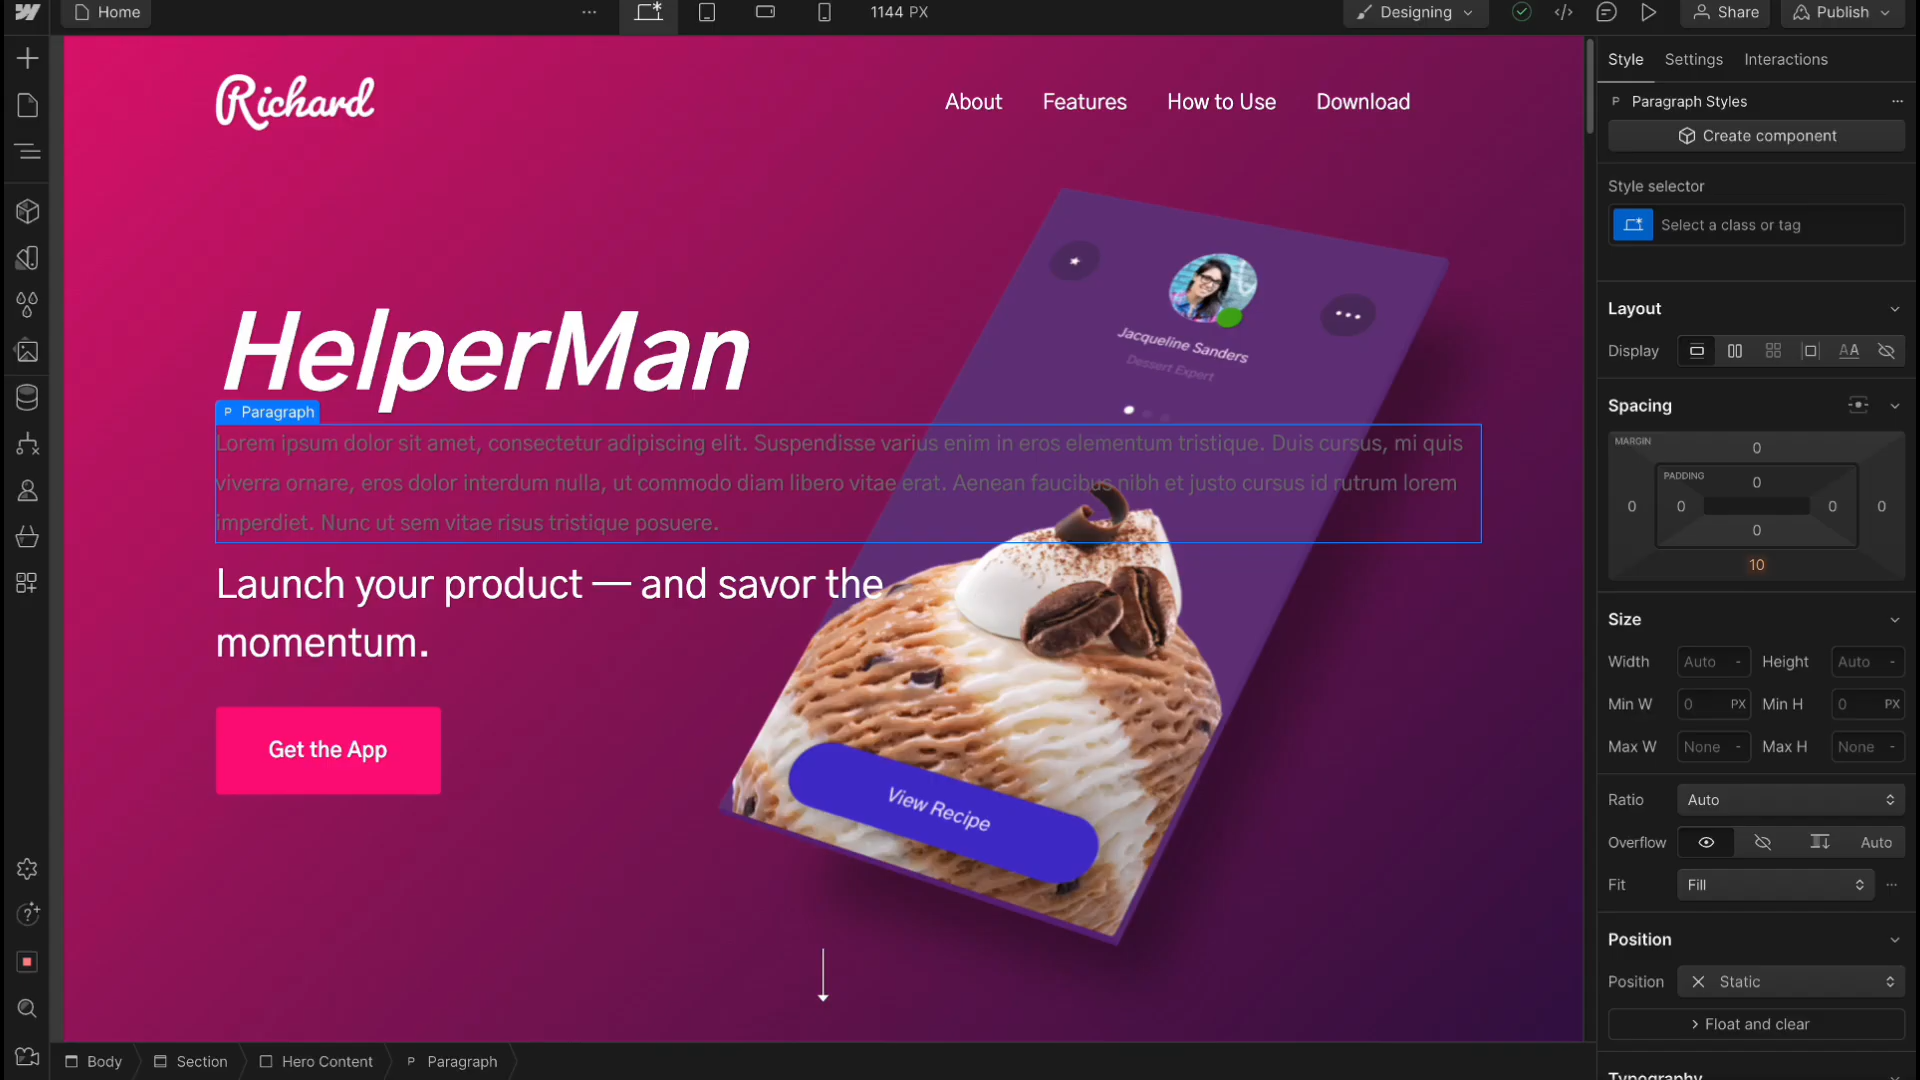 Home
1144 PX
Designing
Share
Publish
Richard
About
Features
How to Use
Download
HelperMan
Paragraph
Lorem ipsum dolor sit amet, consectetur adipiscing elit. Suspendisse varius enim in eros elementum tristique. Duis cursus, mi quis
viverra ornare, eros dolor interdum nulla, ut commodo diam libero vitae erat. Aenean faucibus nibh et justo cursus id rutrum lorem
imperdiet. Nunc ut sem vitae risus tristique posuere.
Launch your product — and savor the
momentum.
Get the App
Jacqueline Sanders
Dessert Expert
View Recipe
Body
Section
Hero Content
P Paragraph
Style
Settings
Interactions
P Paragraph Styles
Create component
Style selector
Select a class or tag
Layout
Display
AA
Spacing
MARGIN
0
PADDING
0
0
0
0
0
0
10
Size
Width
Auto -
Height
Auto -
Min W
0 PX
Min H
0 PX
Max W
None -
Max H
None -
Ratio
Auto
Overflow
Auto
Fit
Fill
Position
Position
Static
Float and clear
Typography